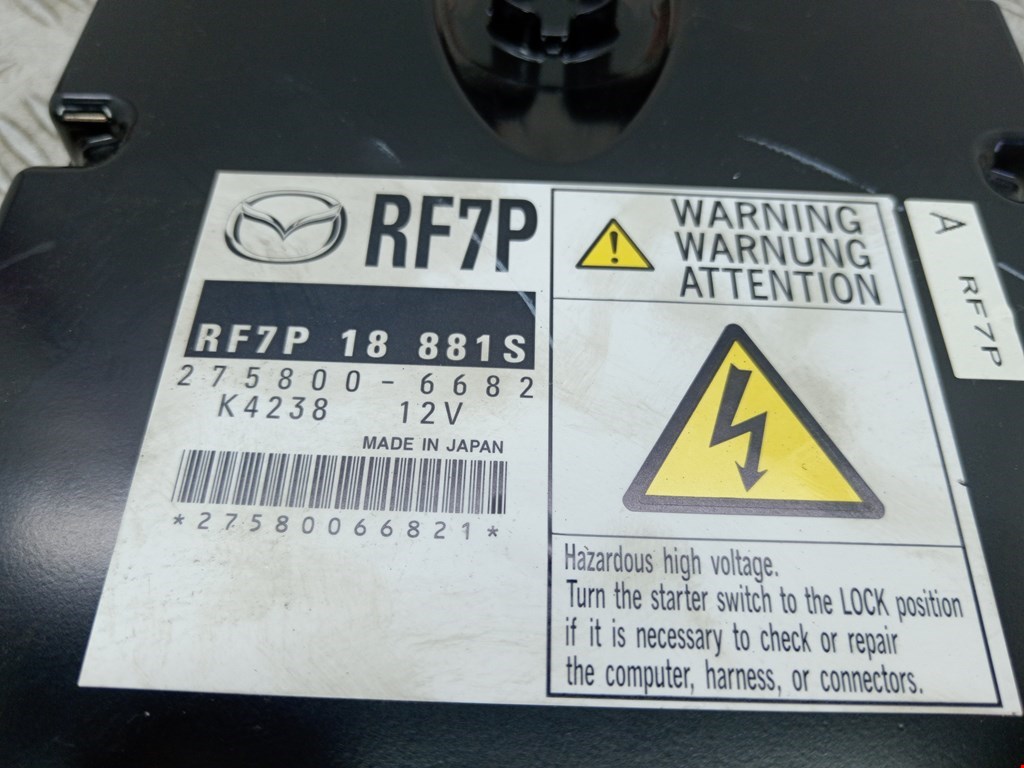 RF7P
RF7P 18 881S
275800-6682
K4238 12V
MADE IN JAPAN
*27580066821*
WARNING
WARNUNG
ATTENTION
Hazardous high voltage.
Turn the starter switch to the LOCK position
if it is necessary to check or repair
the computer, harness, or connectors.
A RF7P